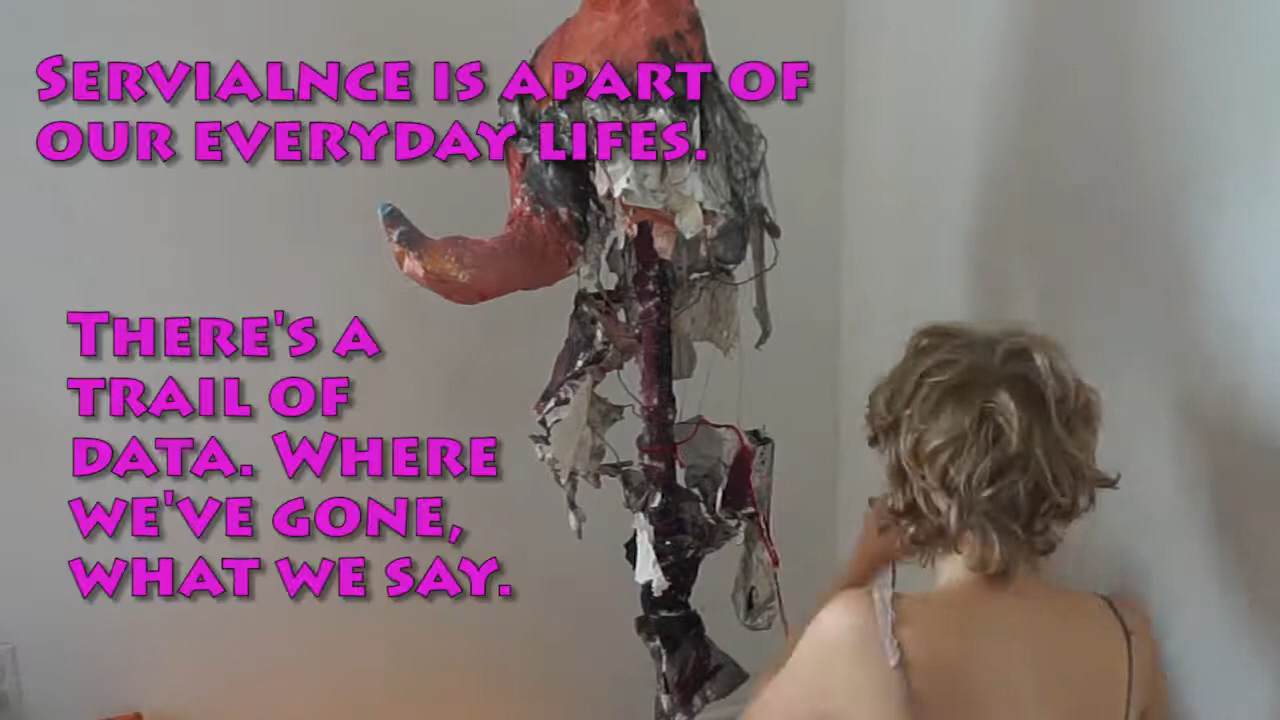 Servialnce is apart of
our everyday lifes.
There's a
trail of
data. Where
we've gone,
what we say.